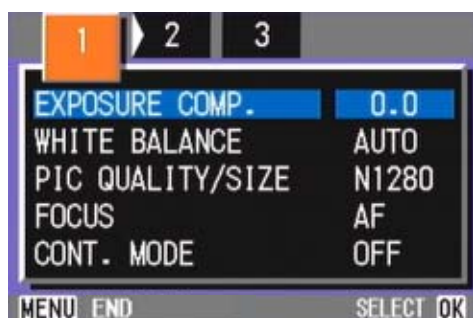 1 2 3
EXPOSURE COMP. 0.0
WHITE BALANCE AUTO
PIC QUALITY/SIZE N1280
FOCUS AF
CONT. MODE OFF
MENU END SELECT OK